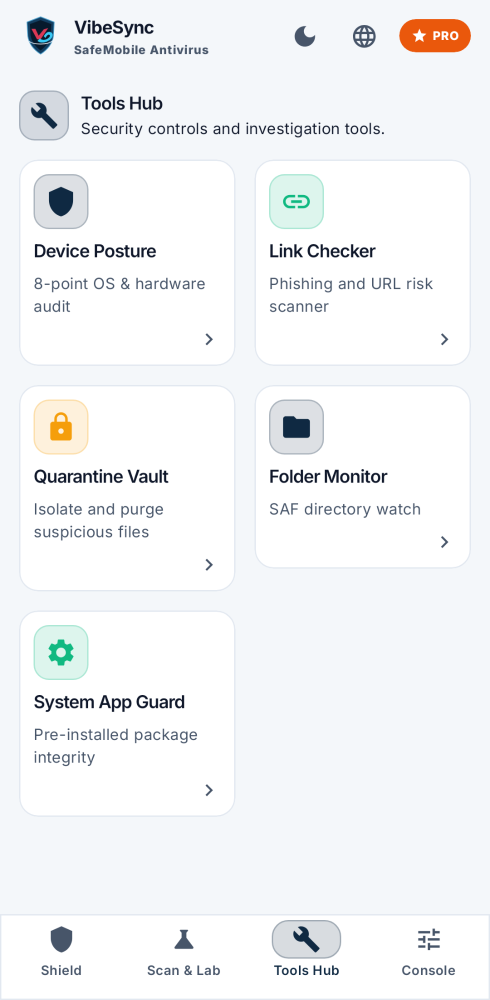 VibeSync
SafeMobile Antivirus
PRO
Tools Hub
Security controls and investigation tools.
Device Posture
8-point OS & hardware
audit
Link Checker
Phishing and URL risk
scanner
Quarantine Vault
Isolate and purge
suspicious files
Folder Monitor
SAF directory watch
System App Guard
Pre-installed package
integrity
Shield
Scan & Lab
Tools Hub
Console